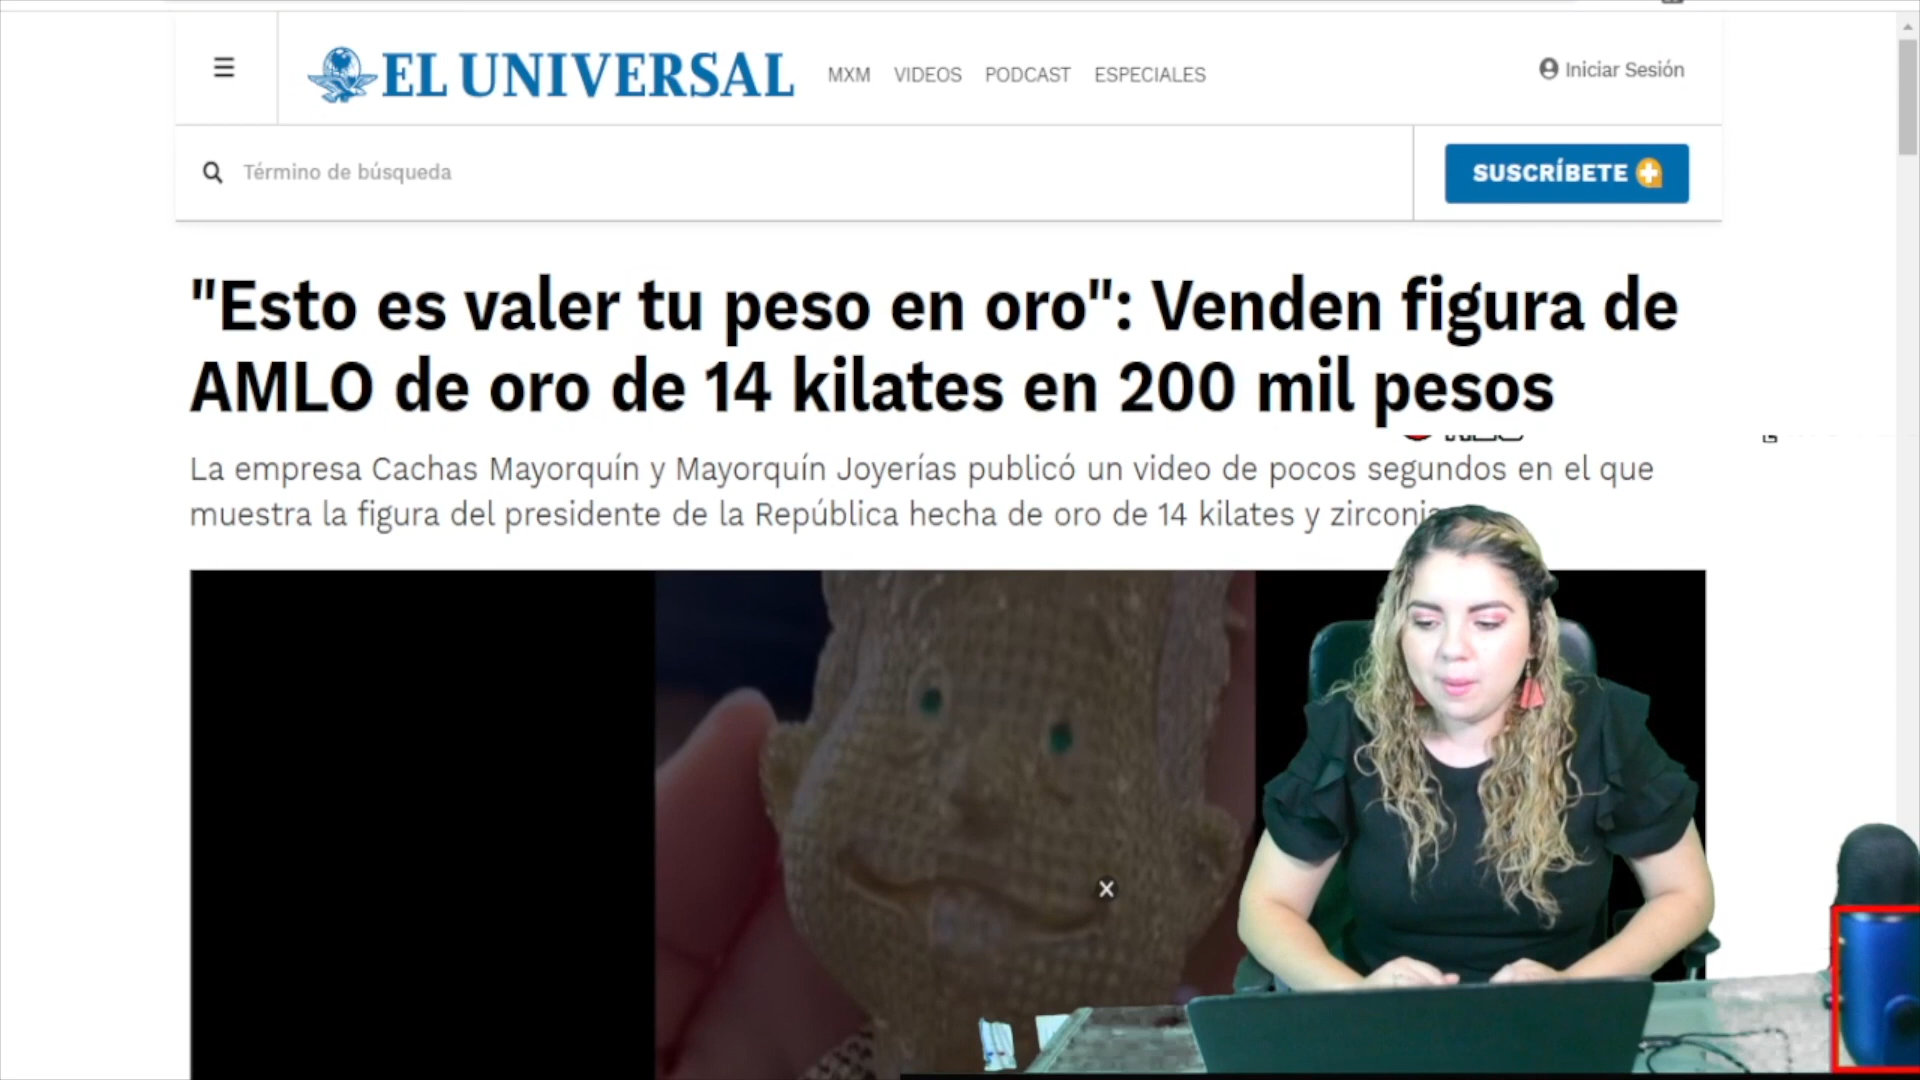 EL UNIVERSAL
MXM VIDEOS PODCAST ESPECIALES
Iniciar Sesión
Término de búsqueda
SUSCRÍBETE
"Esto es valer tu peso en oro": Venden figura de
AMLO de oro de 14 kilates en 200 mil pesos
La empresa Cachas Mayorquín y Mayorquín Joyerías publicó un video de pocos segundos en el que
muestra la figura del presidente de la República hecha de oro de 14 kilates y zirconia